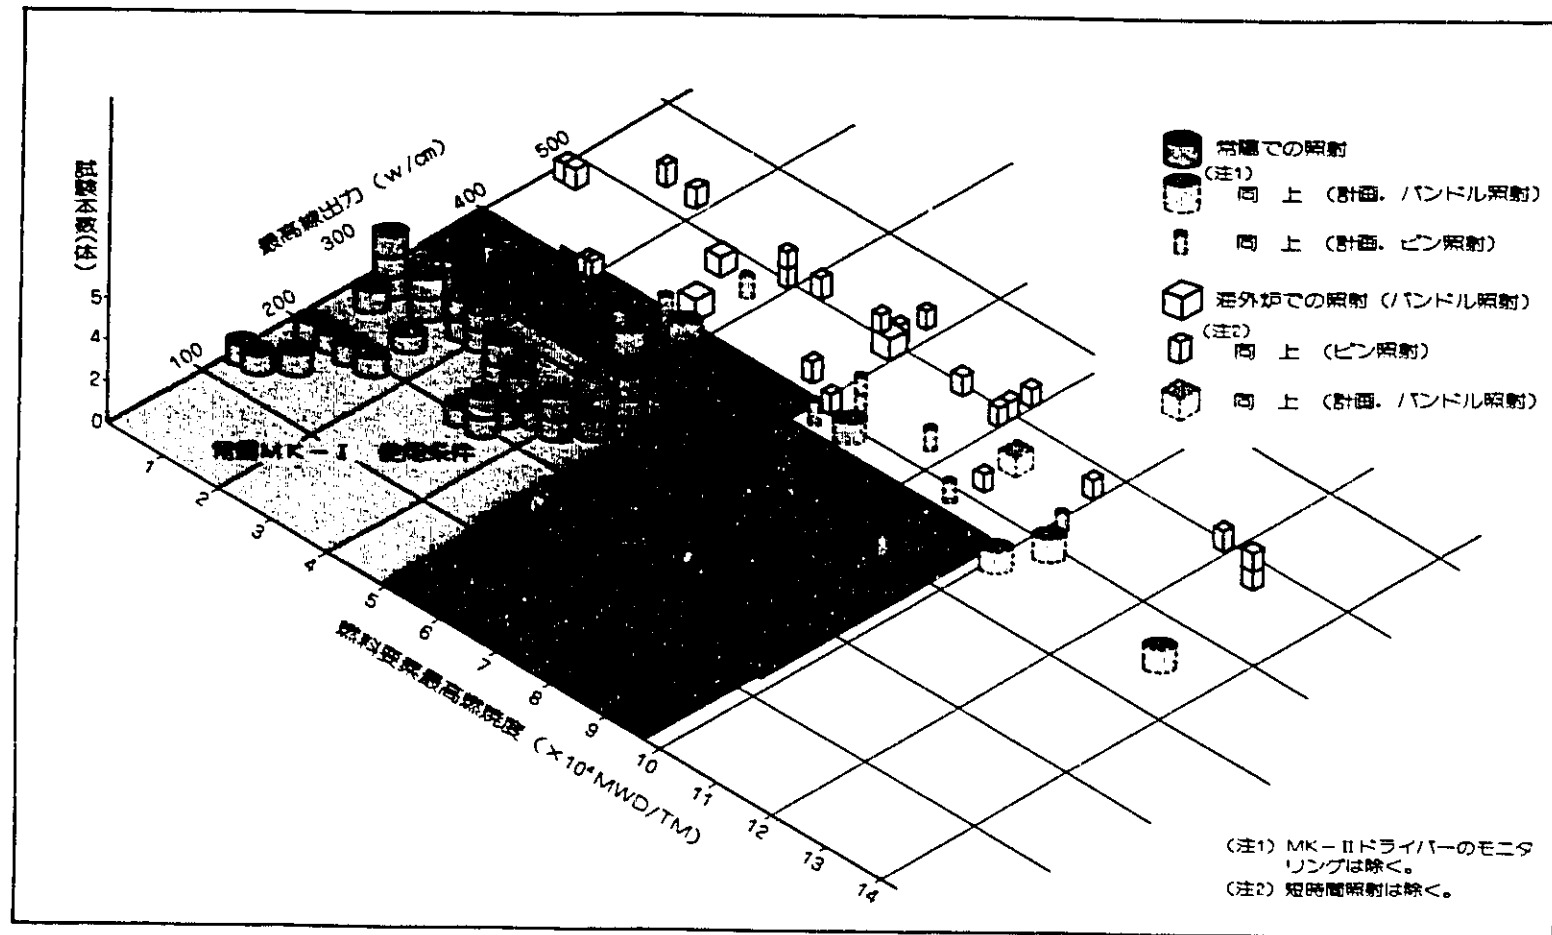 試験体数(体)
5
4
2
0
最高線出力 (w/cm)
100
200
300
400
500
常陽MK-I 使用条件
1
2
3
4
5
6
7
8
9
10
11
12
13
14
燃料要素最高燃焼度 (×10⁴MWD/TM)
常陽での照射
(注1)
同 上 (計画、バンドル照射)
同 上 (計画、ピン照射)
海外炉での照射 (バンドル照射)
(注2)
同 上 (ピン照射)
同 上 (計画、バンドル照射)
(注1) MK-IIドライバーのモニタ
リングは除く。
(注2) 短時間照射は除く。